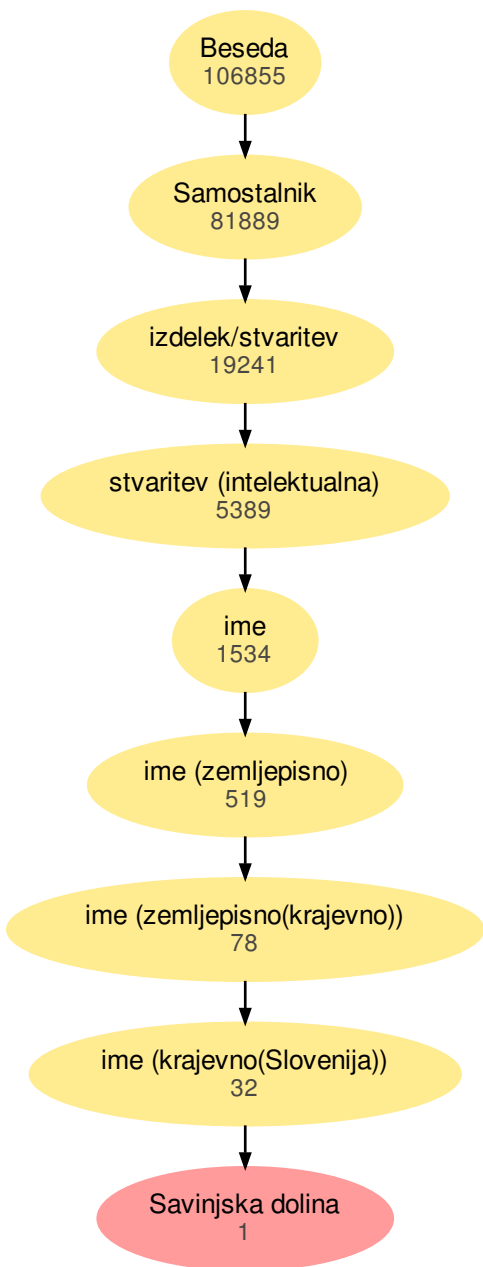 Beseda
106855
Samostalnik
81889
izdelek/stvaritev
19241
stvaritev (intelektualna)
5389
ime
1534
ime (zemljepisno)
519
ime (zemljepisno(krajevno))
78
ime (krajevno(Slovenija))
32
Savinjska dolina
1